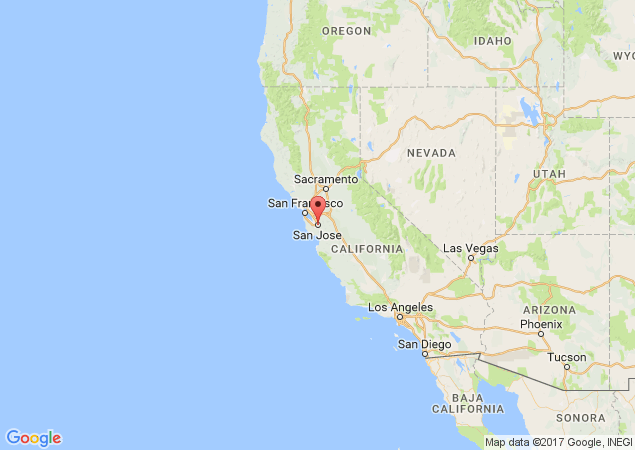 OREGON
IDAHO
WYO
NEVADA
UTAH
Sacramento
San Francisco
San Jose
CALIFORNIA
Las Vegas
Los Angeles
ARIZONA
Phoenix
San Diego
Tucson
BAJA
CALIFORNIA
SONORA
Google
Map data ©2017 Google, INEGI